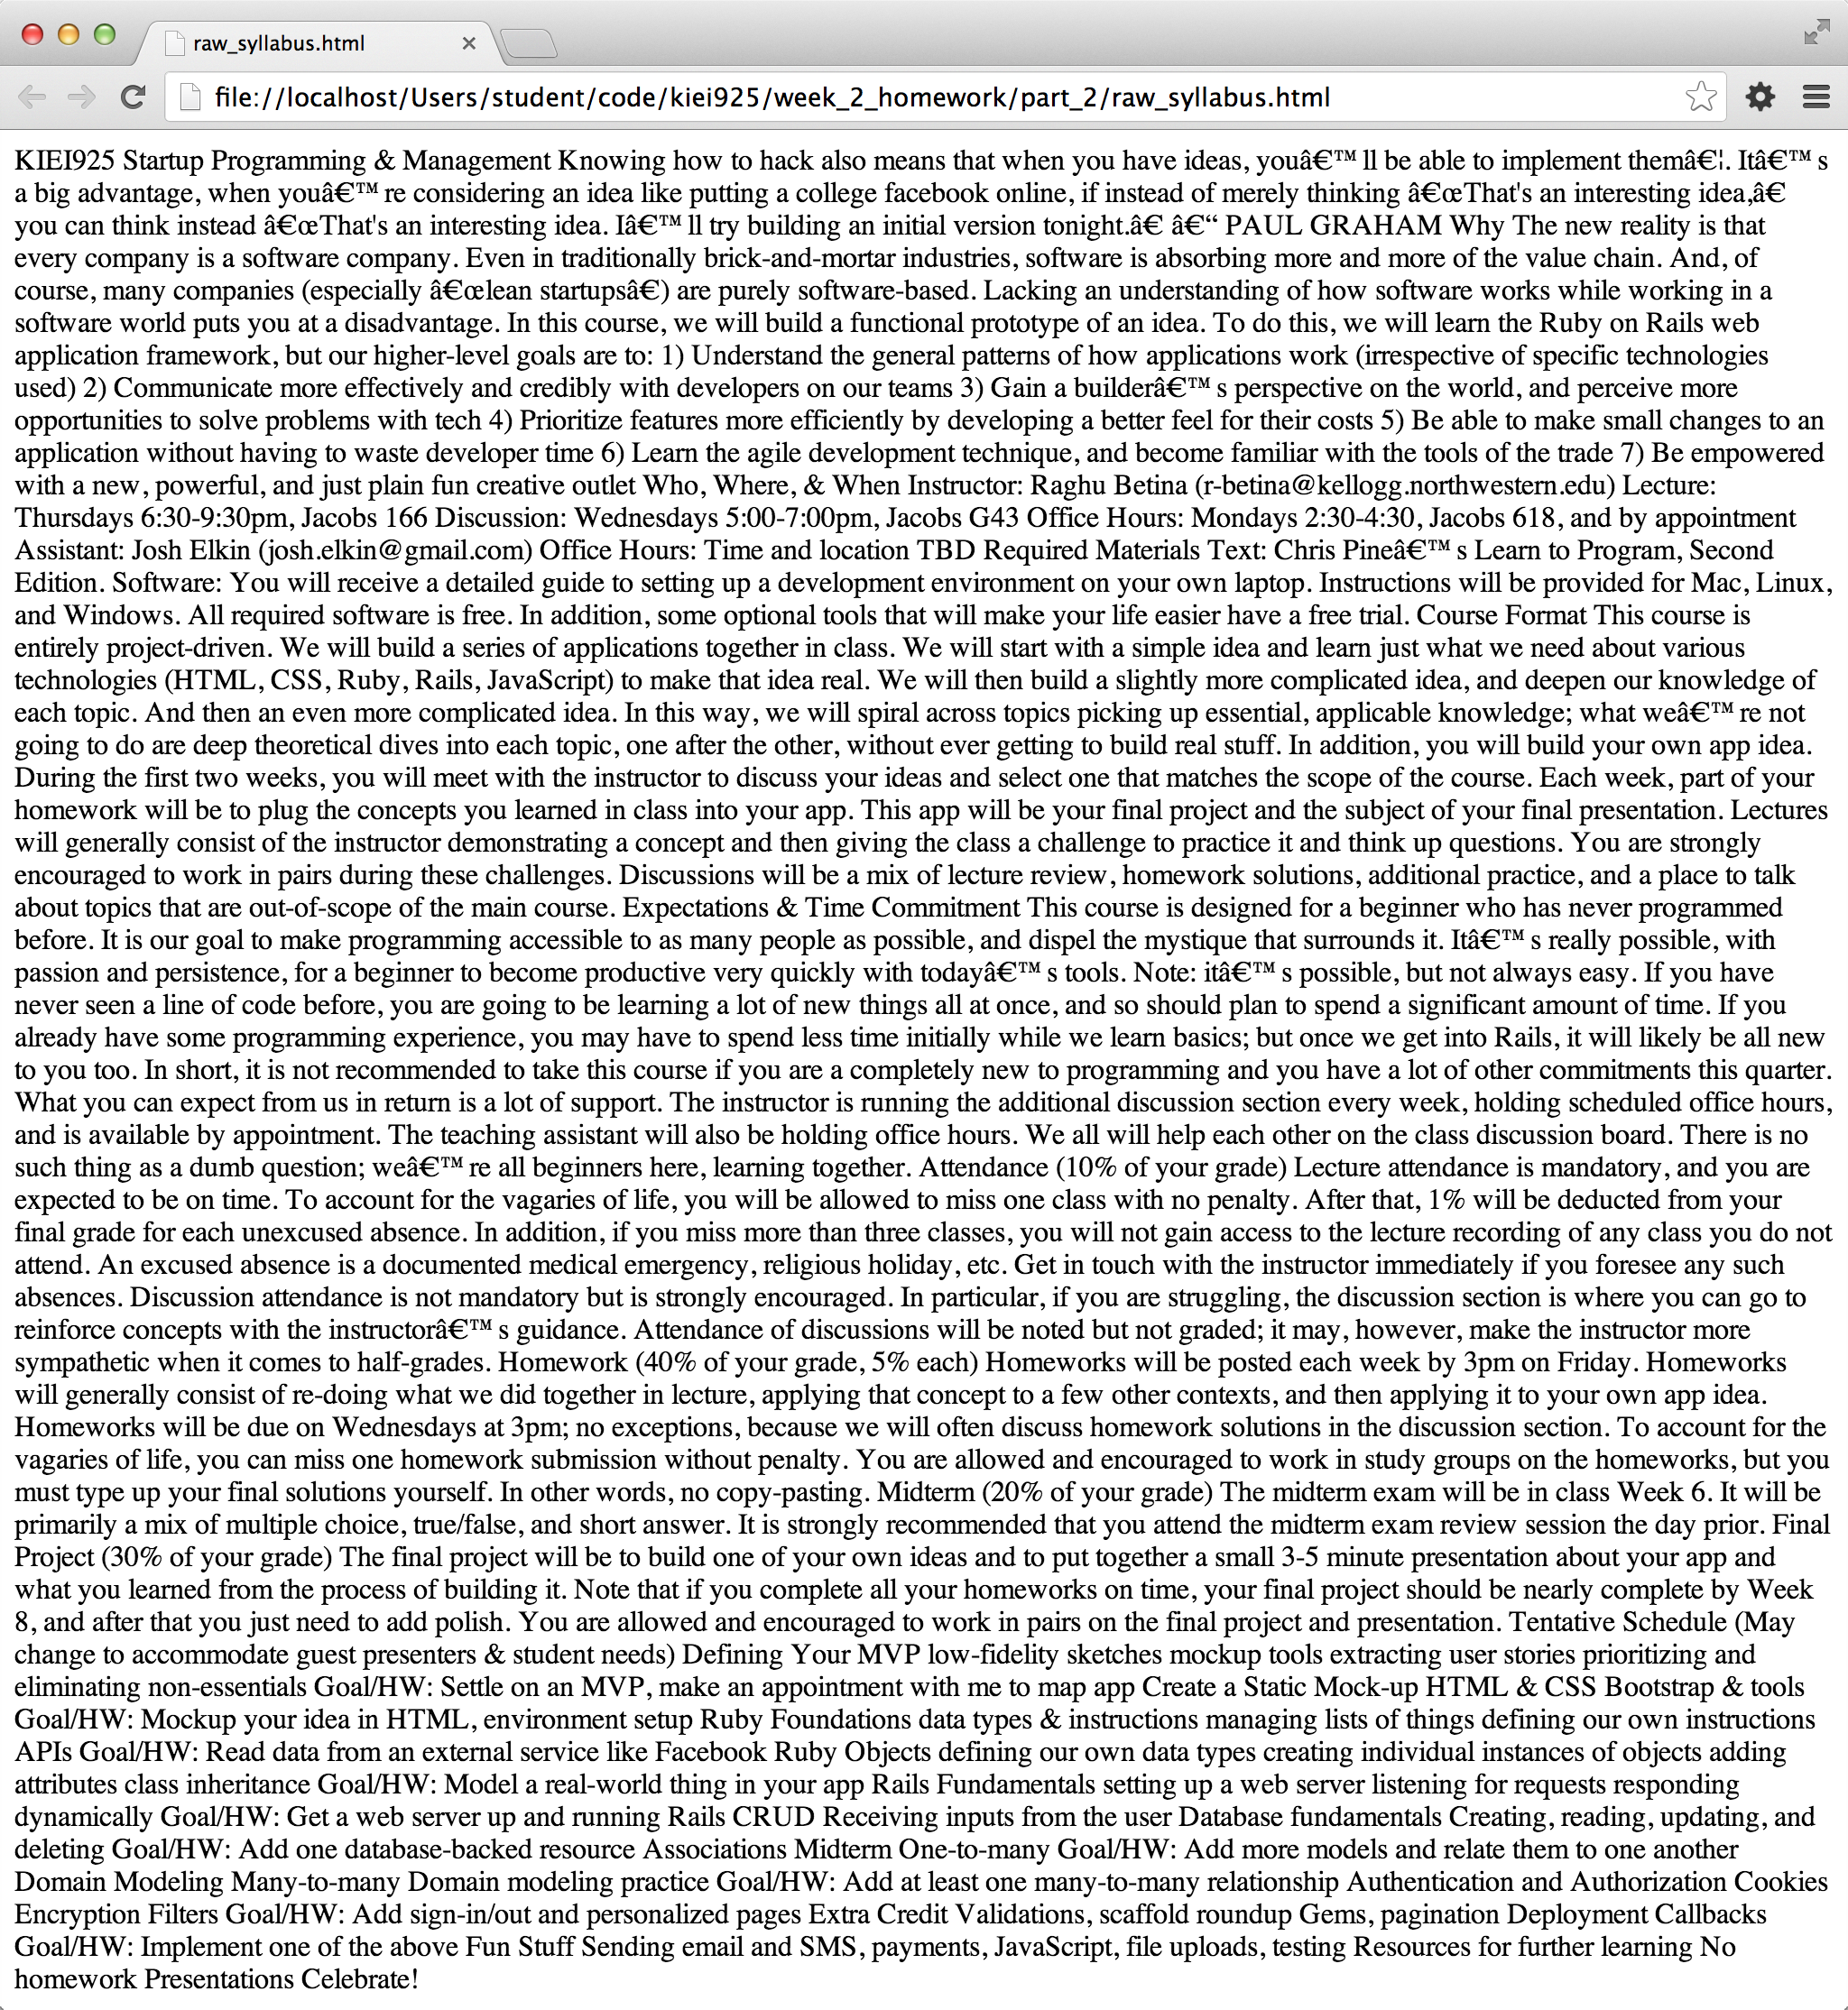 raw_syllabus.html
file://localhost/Users/student/code/kiei925/week_2_homework/part_2/raw_syllabus.html
KIEI925 Startup Programming & Management Knowing how to hack also means that when you have ideas, youâ€™ ll be able to implement themâ€¦. Itâ€™ s
a big advantage, when youâ€™ re considering an idea like putting a college facebook online, if instead of merely thinking â€œThat's an interesting idea,â€
you can think instead â€œThat's an interesting idea. Iâ€™ ll try building an initial version tonight.â€ â€“ PAUL GRAHAM Why The new reality is that
every company is a software company. Even in traditionally brick-and-mortar industries, software is absorbing more and more of the value chain. And, of
course, many companies (especially â€œlean startupsâ€) are purely software-based. Lacking an understanding of how software works while working in a
software world puts you at a disadvantage. In this course, we will build a functional prototype of an idea. To do this, we will learn the Ruby on Rails web
application framework, but our higher-level goals are to: 1) Understand the general patterns of how applications work (irrespective of specific technologies
used) 2) Communicate more effectively and credibly with developers on our teams 3) Gain a builderâ€™ s perspective on the world, and perceive more
opportunities to solve problems with tech 4) Prioritize features more efficiently by developing a better feel for their costs 5) Be able to make small changes to an
application without having to waste developer time 6) Learn the agile development technique, and become familiar with the tools of the trade 7) Be empowered
with a new, powerful, and just plain fun creative outlet Who, Where, & When Instructor: Raghu Betina (r-betina@kellogg.northwestern.edu) Lecture:
Thursdays 6:30-9:30pm, Jacobs 166 Discussion: Wednesdays 5:00-7:00pm, Jacobs G43 Office Hours: Mondays 2:30-4:30, Jacobs 618, and by appointment
Assistant: Josh Elkin (josh.elkin@gmail.com) Office Hours: Time and location TBD Required Materials Text: Chris Pineâ€™ s Learn to Program, Second
Edition. Software: You will receive a detailed guide to setting up a development environment on your own laptop. Instructions will be provided for Mac, Linux,
and Windows. All required software is free. In addition, some optional tools that will make your life easier have a free trial. Course Format This course is
entirely project-driven. We will build a series of applications together in class. We will start with a simple idea and learn just what we need about various
technologies (HTML, CSS, Ruby, Rails, JavaScript) to make that idea real. We will then build a slightly more complicated idea, and deepen our knowledge of
each topic. And then an even more complicated idea. In this way, we will spiral across topics picking up essential, applicable knowledge; what weâ€™ re not
going to do are deep theoretical dives into each topic, one after the other, without ever getting to build real stuff. In addition, you will build your own app idea.
During the first two weeks, you will meet with the instructor to discuss your ideas and select one that matches the scope of the course. Each week, part of your
homework will be to plug the concepts you learned in class into your app. This app will be your final project and the subject of your final presentation. Lectures
will generally consist of the instructor demonstrating a concept and then giving the class a challenge to practice it and think up questions. You are strongly
encouraged to work in pairs during these challenges. Discussions will be a mix of lecture review, homework solutions, additional practice, and a place to talk
about topics that are out-of-scope of the main course. Expectations & Time Commitment This course is designed for a beginner who has never programmed
before. It is our goal to make programming accessible to as many people as possible, and dispel the mystique that surrounds it. Itâ€™ s really possible, with
passion and persistence, for a beginner to become productive very quickly with todayâ€™ s tools. Note: itâ€™ s possible, but not always easy. If you have
never seen a line of code before, you are going to be learning a lot of new things all at once, and so should plan to spend a significant amount of time. If you
already have some programming experience, you may have to spend less time initially while we learn basics; but once we get into Rails, it will likely be all new
to you too. In short, it is not recommended to take this course if you are a completely new to programming and you have a lot of other commitments this quarter.
What you can expect from us in return is a lot of support. The instructor is running the additional discussion section every week, holding scheduled office hours,
and is available by appointment. The teaching assistant will also be holding office hours. We all will help each other on the class discussion board. There is no
such thing as a dumb question; weâ€™ re all beginners here, learning together. Attendance (10% of your grade) Lecture attendance is mandatory, and you are
expected to be on time. To account for the vagaries of life, you will be allowed to miss one class with no penalty. After that, 1% will be deducted from your
final grade for each unexcused absence. In addition, if you miss more than three classes, you will not gain access to the lecture recording of any class you do not
attend. An excused absence is a documented medical emergency, religious holiday, etc. Get in touch with the instructor immediately if you foresee any such
absences. Discussion attendance is not mandatory but is strongly encouraged. In particular, if you are struggling, the discussion section is where you can go to
reinforce concepts with the instructorâ€™ s guidance. Attendance of discussions will be noted but not graded; it may, however, make the instructor more
sympathetic when it comes to half-grades. Homework (40% of your grade, 5% each) Homeworks will be posted each week by 3pm on Friday. Homeworks
will generally consist of re-doing what we did together in lecture, applying that concept to a few other contexts, and then applying it to your own app idea.
Homeworks will be due on Wednesdays at 3pm; no exceptions, because we will often discuss homework solutions in the discussion section. To account for the
vagaries of life, you can miss one homework submission without penalty. You are allowed and encouraged to work in study groups on the homeworks, but you
must type up your final solutions yourself. In other words, no copy-pasting. Midterm (20% of your grade) The midterm exam will be in class Week 6. It will be
primarily a mix of multiple choice, true/false, and short answer. It is strongly recommended that you attend the midterm exam review session the day prior. Final
Project (30% of your grade) The final project will be to build one of your own ideas and to put together a small 3-5 minute presentation about your app and
what you learned from the process of building it. Note that if you complete all your homeworks on time, your final project should be nearly complete by Week
8, and after that you just need to add polish. You are allowed and encouraged to work in pairs on the final project and presentation. Tentative Schedule (May
change to accommodate guest presenters & student needs) Defining Your MVP low-fidelity sketches mockup tools extracting user stories prioritizing and
eliminating non-essentials Goal/HW: Settle on an MVP, make an appointment with me to map app Create a Static Mock-up HTML & CSS Bootstrap & tools
Goal/HW: Mockup your idea in HTML, environment setup Ruby Foundations data types & instructions managing lists of things defining our own instructions
APIs Goal/HW: Read data from an external service like Facebook Ruby Objects defining our own data types creating individual instances of objects adding
attributes class inheritance Goal/HW: Model a real-world thing in your app Rails Fundamentals setting up a web server listening for requests responding
dynamically Goal/HW: Get a web server up and running Rails CRUD Receiving inputs from the user Database fundamentals Creating, reading, updating, and
deleting Goal/HW: Add one database-backed resource Associations Midterm One-to-many Goal/HW: Add more models and relate them to one another
Domain Modeling Many-to-many Domain modeling practice Goal/HW: Add at least one many-to-many relationship Authentication and Authorization Cookies
Encryption Filters Goal/HW: Add sign-in/out and personalized pages Extra Credit Validations, scaffold roundup Gems, pagination Deployment Callbacks
Goal/HW: Implement one of the above Fun Stuff Sending email and SMS, payments, JavaScript, file uploads, testing Resources for further learning No
homework Presentations Celebrate!